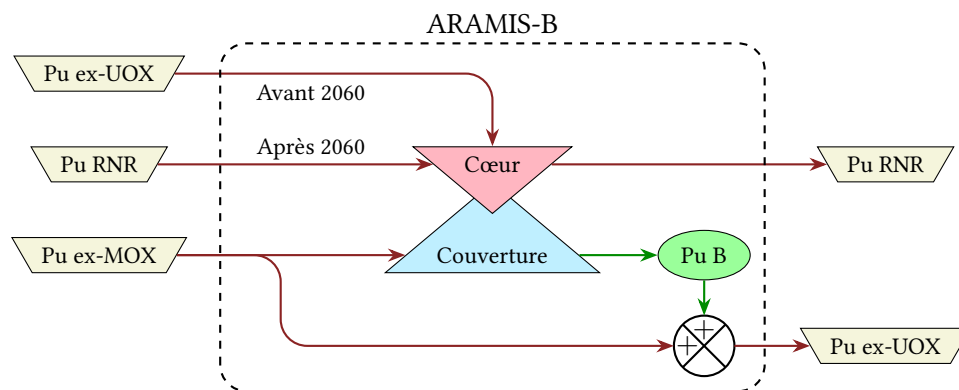 ARAMIS-B
Pu ex-UOX
Avant 2060
Pu RNR
Après 2060
Cœur
Pu RNR
Pu ex-MOX
Couverture
Pu B
+
+
Pu ex-UOX